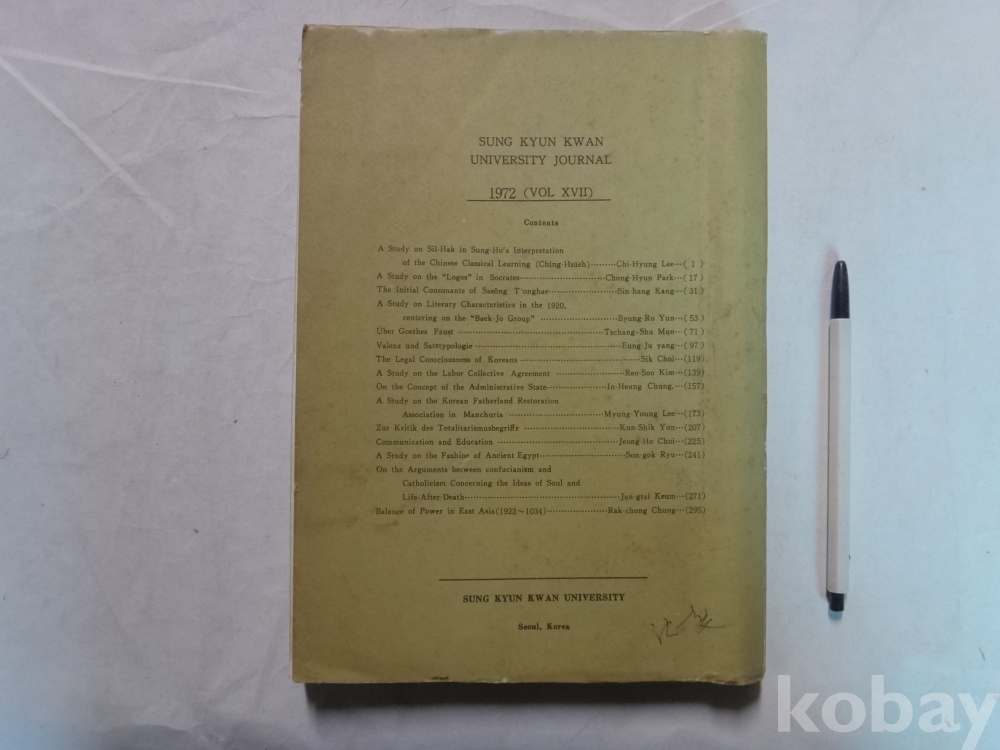 SUNG KYUN KWAN
UNIVERSITY JOURNAL
1972 (VOL XVII)
Contents
A Study on Sil-Hak in Sung-Ho's Interpretation
of the Chinese Classical Learning (Ching-Hsüeh)·········Chi-Hyung Lee···( 1 )
A Study on the "Logos" in Socrates·····················Chong-Hyun Park···( 17 )
The Initial Consonants of Sasŏng T'onghae·····················Sin-hang Kang···( 31 )
A Study on Literary Characteristics in the 1920,
centering on the "Baek-Jo Group" ·····················Byung-Ro Yun···( 53 )
Über Goethes Faust ·····················Tschang-Shu Mun···( 71 )
Valenz und Satztypologie ·····················Eung-Ju yang···( 97 )
The Legal Consciousness of Koreans ·····················Sik Choi···(119)
A Study on the Labor Collective Agreement ·····················Reo-Soo Kim···(139)
On the Concept of the Administrative State···············In-Heung Chung.···(157)
A Study on the Korean Fatherland Restoration
Association in Manchuria ·····················Myung-Young Lee···(173)
Zur Kritik des Totalitarismusbegriffs ·····················Kun-Shik Yun···(207)
Communication and Education ·····················Jeong-Ho Choi···(225)
A Study on the Fashion of Ancient Egypt·····················Son-gok Ryu···(241)
On the Arguments between confucianism and
Catholicism Concerning the Ideas of Soul and
Life-After-Death·····················Jan-gtai Keum···(271)
Balance of Power in East Asia(1922～1034)·····················Rak-chong Chung···(295)
SUNG KYUN KWAN UNIVERSITY
Seoul, Korea
kobay